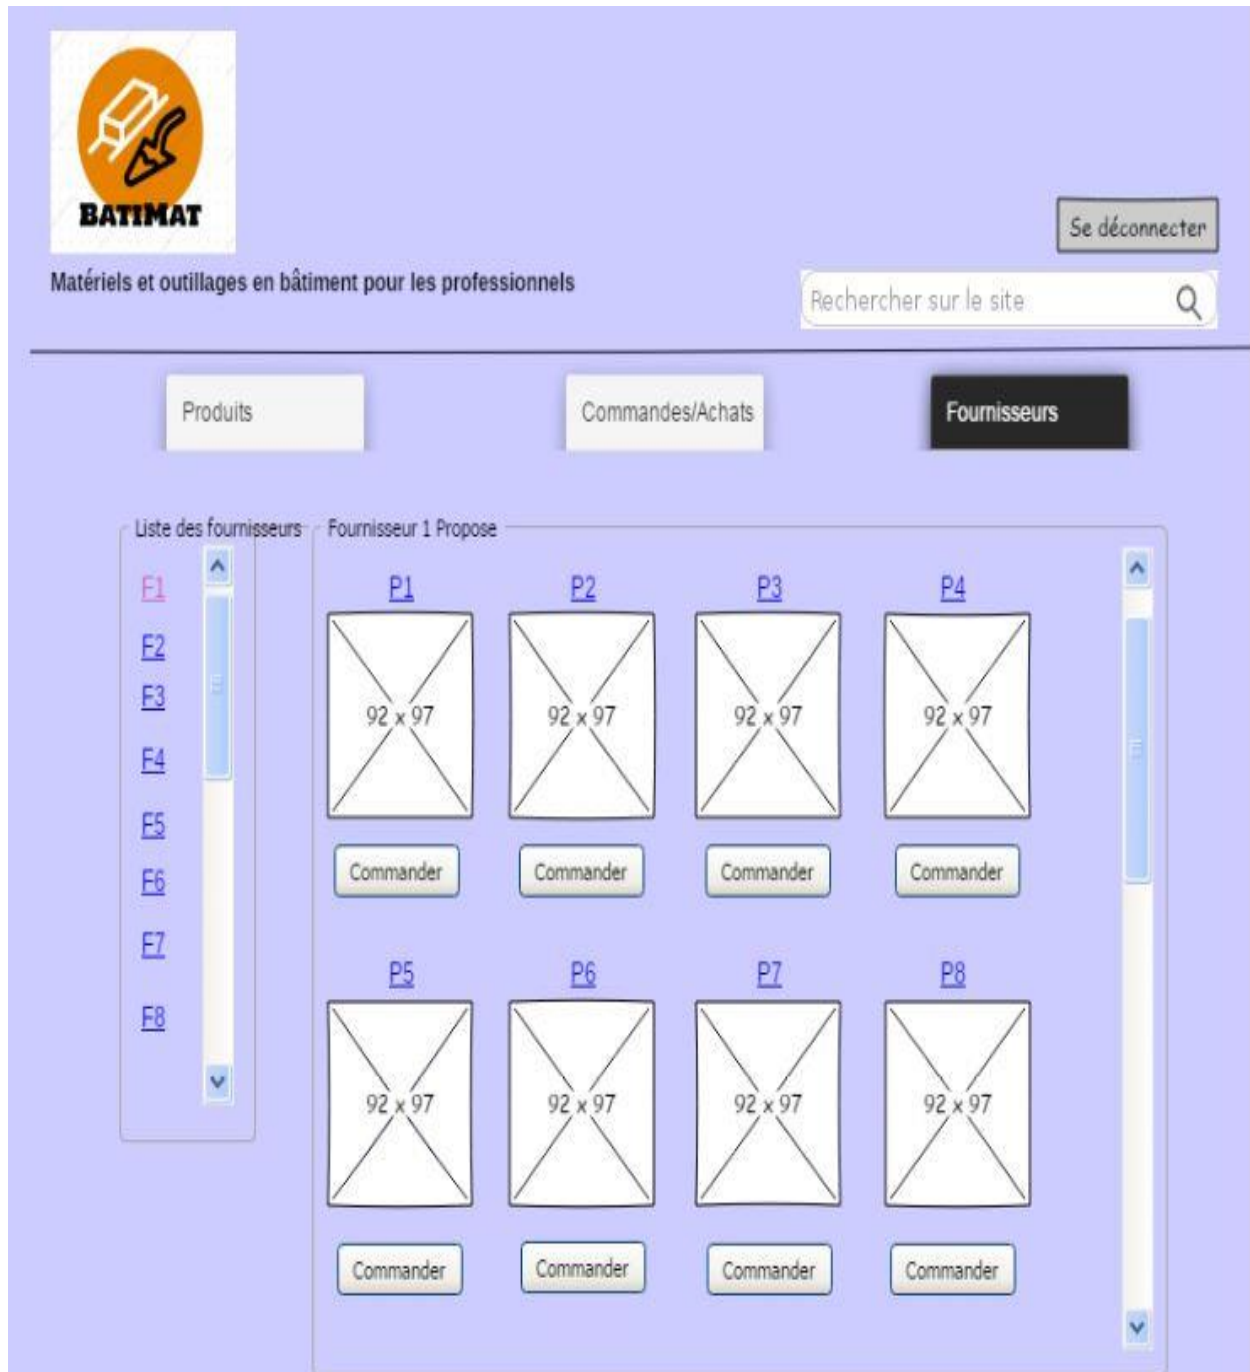 BATIMAT
Se déconnecter
Matériels et outillages en bâtiment pour les professionnels
Rechercher sur le site
Produits
Commandes/Achats
Fournisseurs
Liste des fournisseurs
F1
F2
F3
F4
F5
F6
F7
F8
Fournisseur 1 Propose
P1 P2 P3 P4
92 x 97 92 x 97 92 x 97 92 x 97
Commander Commander Commander Commander
P5 P6 P7 P8
92 x 97 92 x 97 92 x 97 92 x 97
Commander Commander Commander Commander